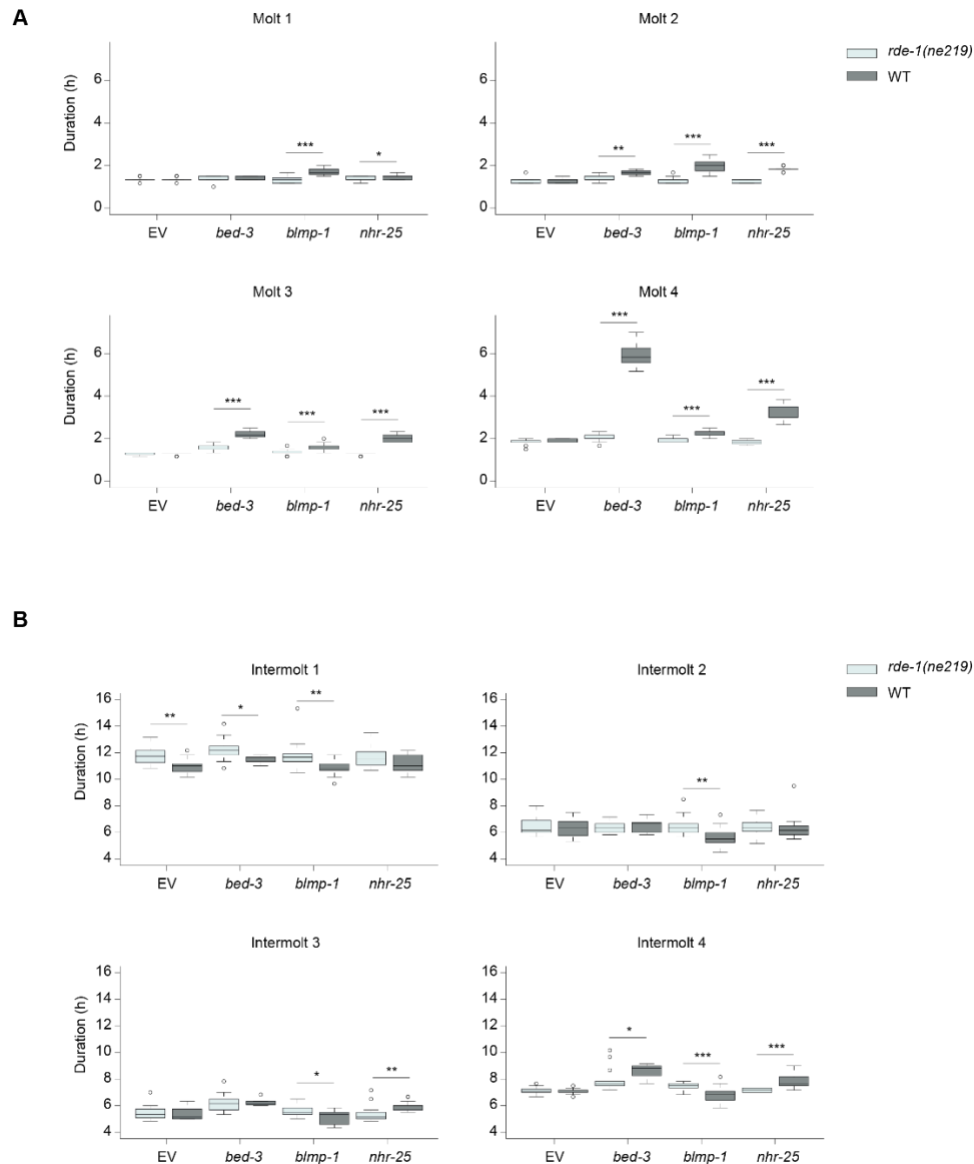 A
Molt 1
Molt 2
rde-1(ne219)
WT
Duration (h)
6
4
2
0
*** *
EV bed-3 blmp-1 nhr-25
6
4
2
0
** *** ***
EV bed-3 blmp-1 nhr-25
Molt 3
Molt 4
Duration (h)
6
4
2
0
*** *** ***
EV bed-3 blmp-1 nhr-25
6
4
2
0
*** *** ***
EV bed-3 blmp-1 nhr-25
B
Intermolt 1
Intermolt 2
rde-1(ne219)
WT
Duration (h)
16
14
12
10
8
6
4
** * **
EV bed-3 blmp-1 nhr-25
16
14
12
10
8
6
4
**
EV bed-3 blmp-1 nhr-25
Intermolt 3
Intermolt 4
Duration (h)
16
14
12
10
8
6
4
* **
EV bed-3 blmp-1 nhr-25
16
14
12
10
8
6
4
* *** ***
EV bed-3 blmp-1 nhr-25